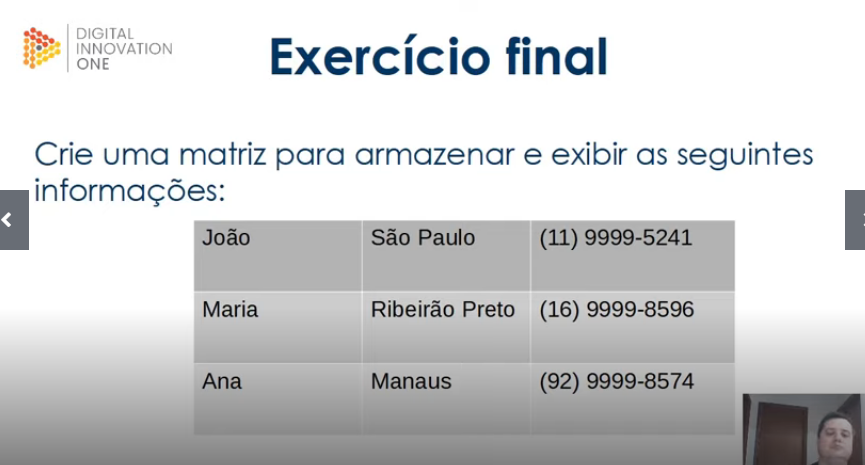 DIGITAL
INNOVATION
ONE
Exercício final
Crie uma matriz para armazenar e exibir as seguintes
informações:
João São Paulo (11) 9999-5241
Maria Ribeirão Preto (16) 9999-8596
Ana Manaus (92) 9999-8574